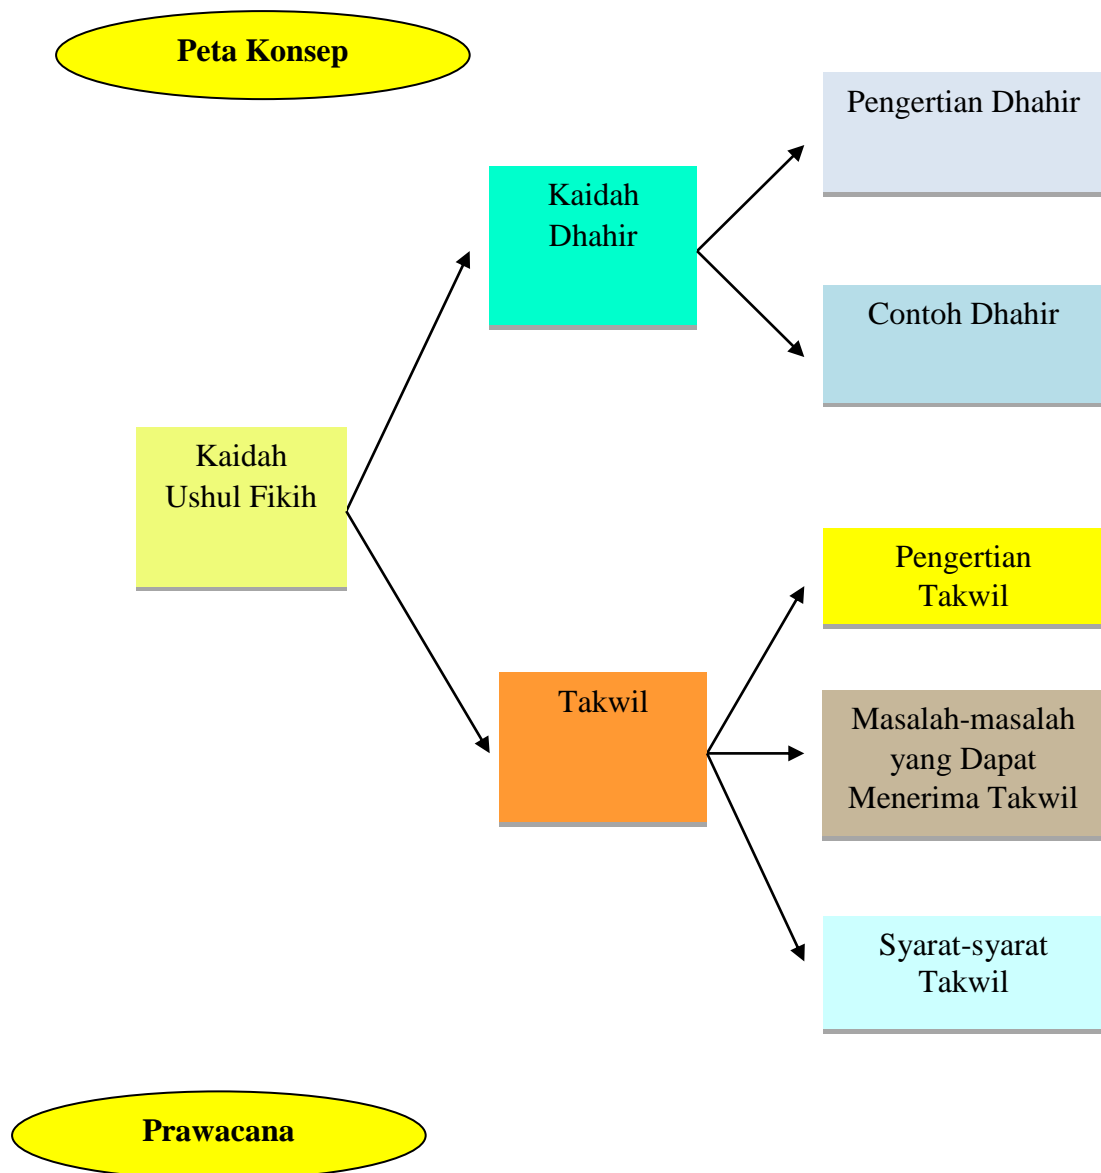 Peta Konsep
Pengertian Dhahir
Kaidah
Dhahir
Contoh Dhahir
Kaidah
Ushul Fikih
Pengertian
Takwil
Takwil
Masalah-masalah
yang Dapat
Menerima Takwil
Syarat-syarat
Takwil
Prawacana